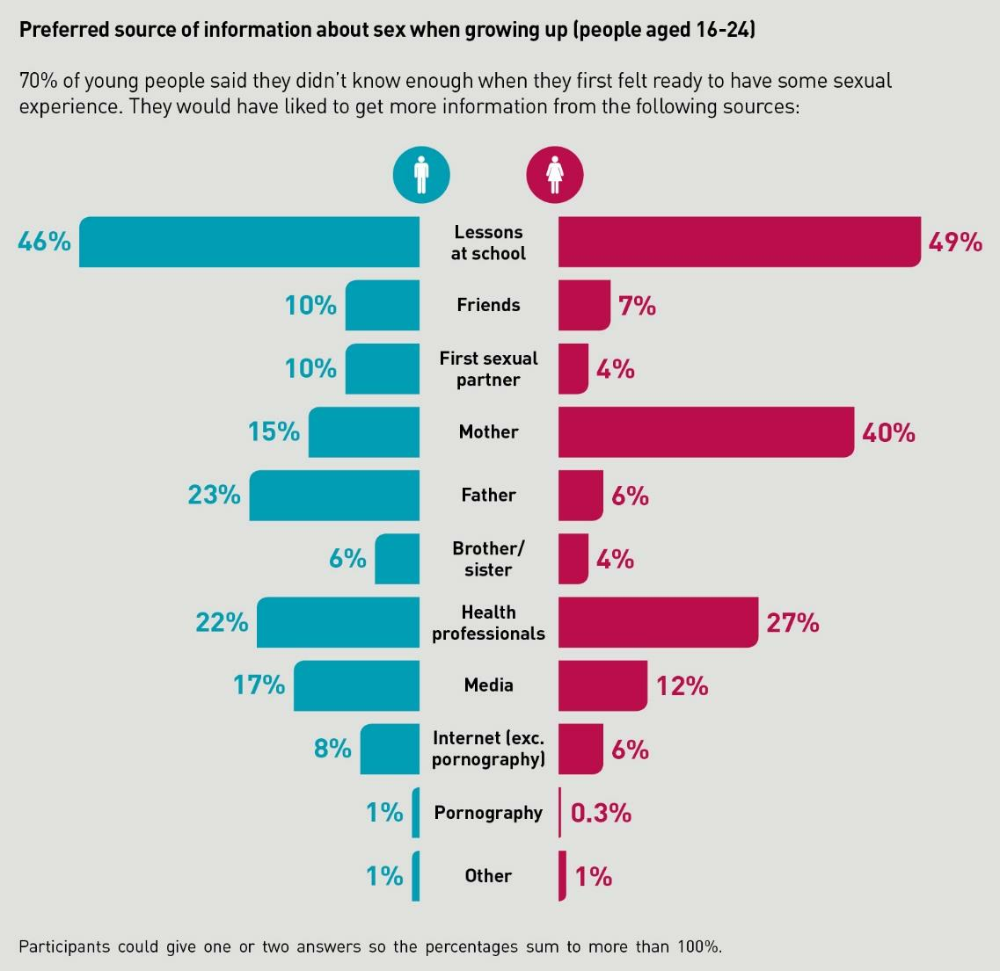 Preferred source of information about sex when growing up (people aged 16-24)
70% of young people said they didn't know enough when they first felt ready to have some sexual
experience. They would have liked to get more information from the following sources:
46%
Lessons
at school
49%
10%
Friends
7%
10%
First sexual
partner
4%
15%
Mother
40%
23%
Father
6%
6%
Brother/
sister
4%
22%
Health
professionals
27%
17%
Media
12%
8%
Internet (exc.
pornography)
6%
1%
Pornography
0.3%
1%
Other
1%
Participants could give one or two answers so the percentages sum to more than 100%.